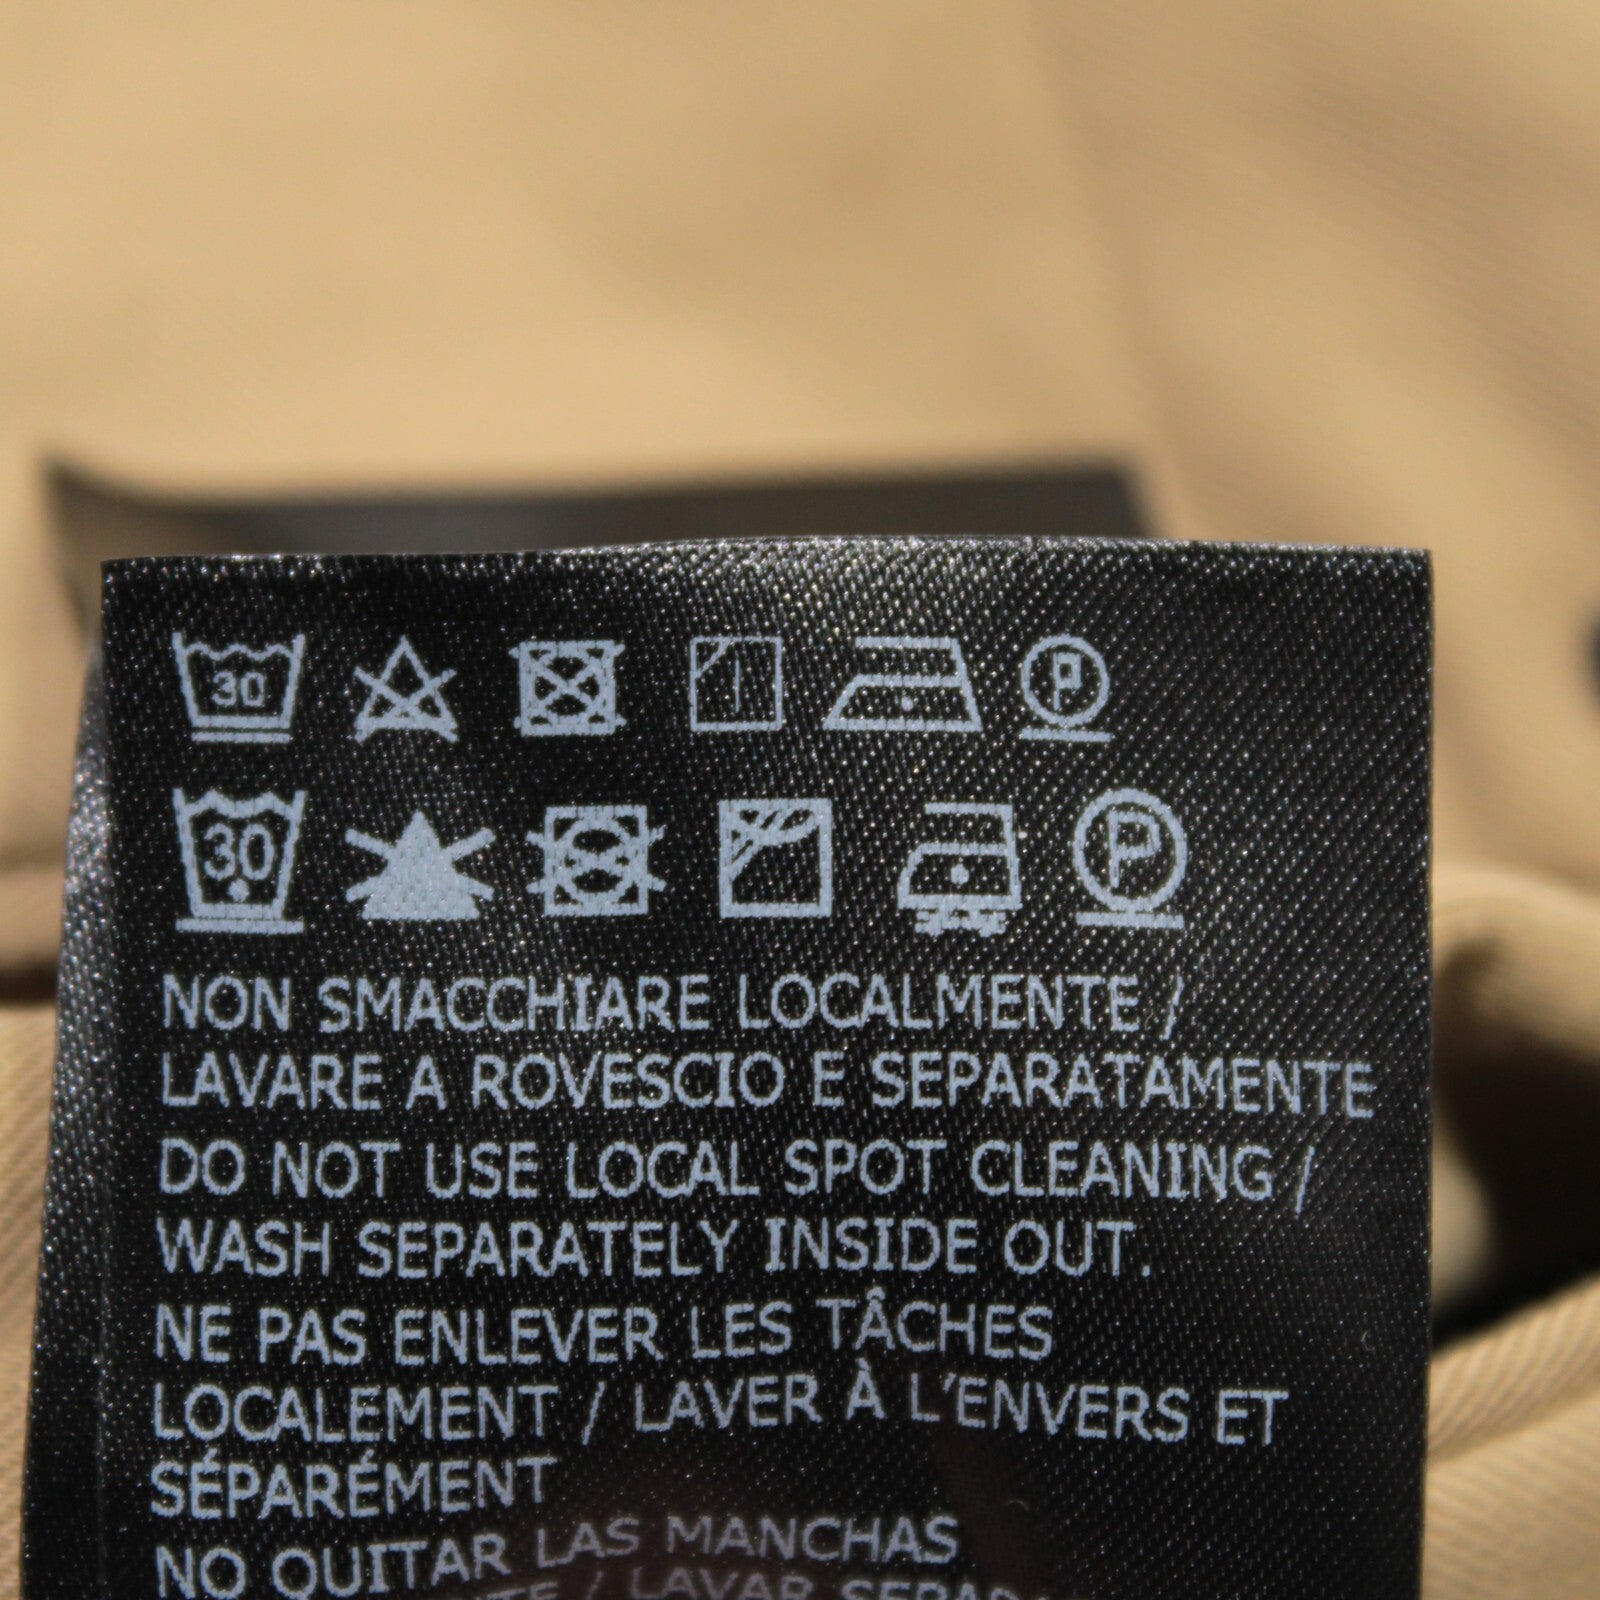 30
P
30
P
NON SMACCHIARE LOCALMENTE /
LAVARE A ROVESCIO E SEPARATAMENTE
DO NOT USE LOCAL SPOT CLEANING /
WASH SEPARATELY INSIDE OUT.
NE PAS ENLEVER LES TÂCHES
LOCALEMENT / LAVER À L'ENVERS ET
SÉPARÉMENT
NO QUITAR LAS MANCHAS
/ LAVAR